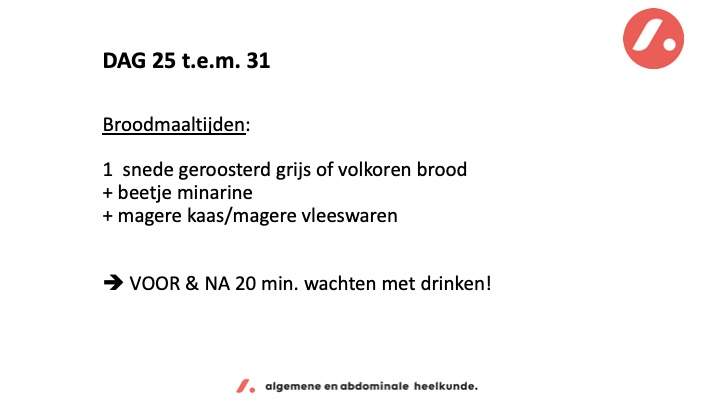 DAG 25 t.e.m. 31
Broodmaaltijden:
1  snede geroosterd grijs of volkoren brood
+ beetje minarine
+ magere kaas/magere vleeswaren
➔ VOOR & NA 20 min. wachten met drinken!
algemene en abdominale heelkunde.